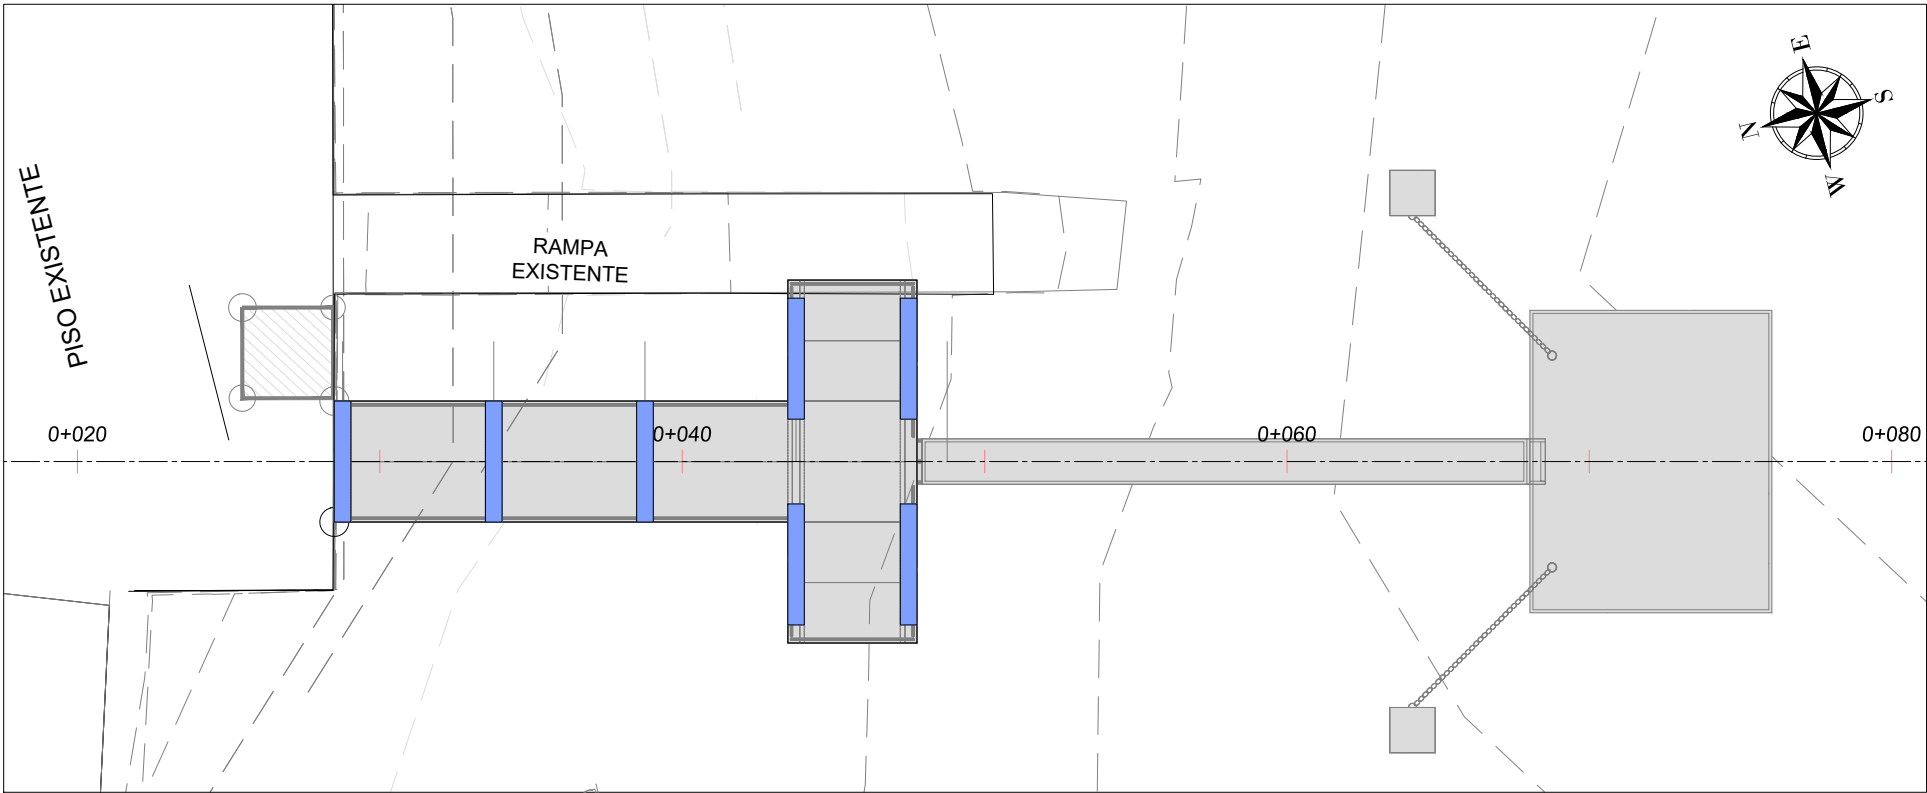 E
S
N
W
PISO EXISTENTE
RAMPA
EXISTENTE
0+020
0+040
0+060
0+080